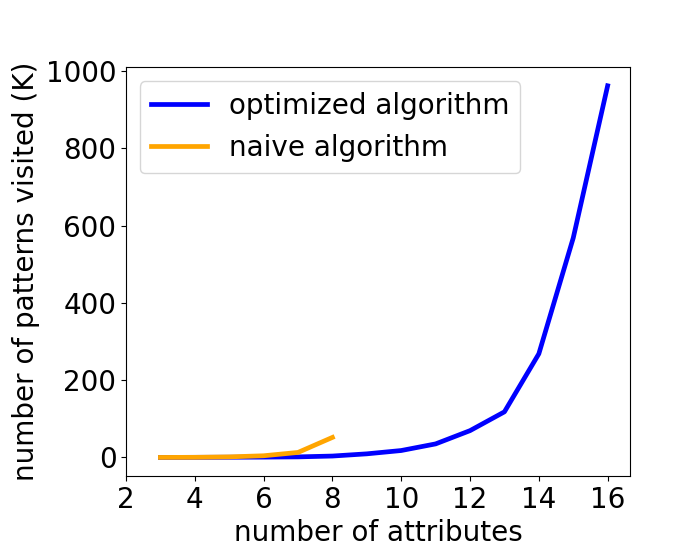 number of patterns visited (K)
1000
800
600
400
200
0
optimized algorithm
naive algorithm
2 4 6 8 10 12 14 16
number of attributes